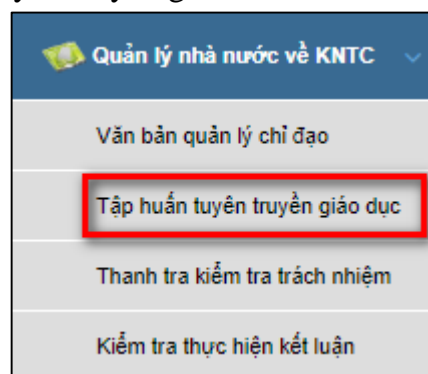 Quản lý nhà nước về KNTC
Văn bản quản lý chỉ đạo
Tập huấn tuyên truyền giáo dục
Thanh tra kiểm tra trách nhiệm
Kiểm tra thực hiện kết luận